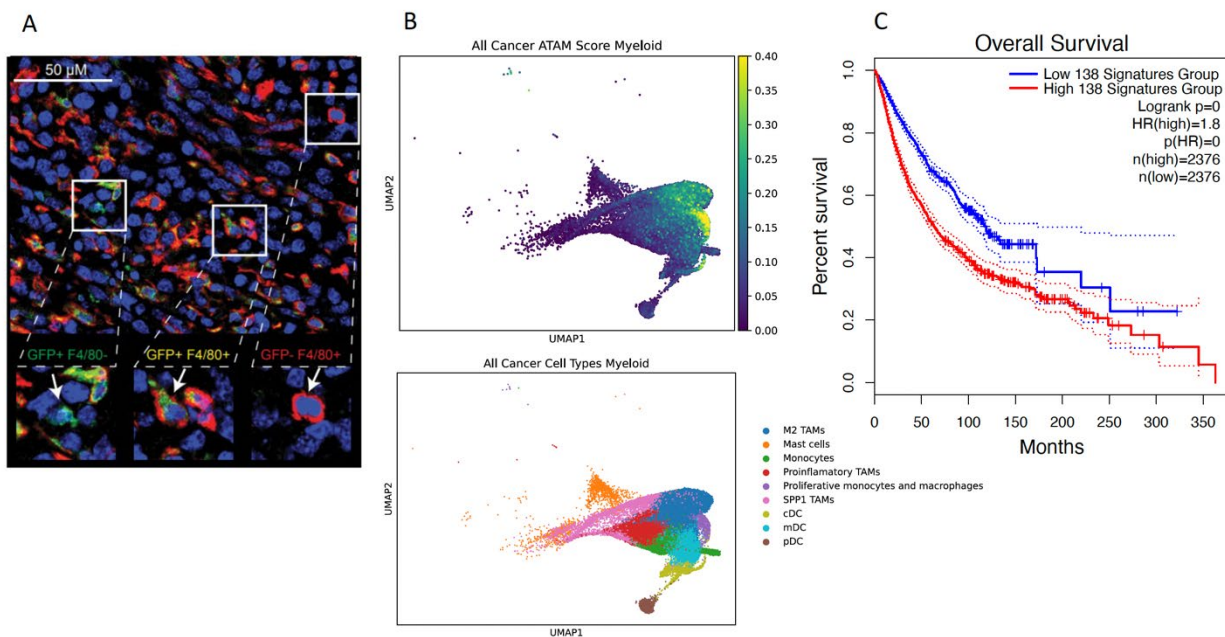 A
50 µM
GFP+ F4/80-
GFP+ F4/80+
GFP- F4/80+
B
All Cancer ATAM Score Myeloid
UMAP2
UMAP1
0.40
0.35
0.30
0.25
0.20
0.15
0.10
0.05
0.00
All Cancer Cell Types Myeloid
UMAP2
UMAP1
M2 TAMs
Mast cells
Monocytes
Proinflamatory TAMs
Proliferative monocytes and macrophages
SPP1 TAMs
cDC
mDC
pDC
C
Overall Survival
Low 138 Signatures Group
High 138 Signatures Group
Logrank p=0
HR(high)=1.8
p(HR)=0
n(high)=2376
n(low)=2376
Percent survival
1.0
0.8
0.6
0.4
0.2
0.0
0 50 100 150 200 250 300 350
Months